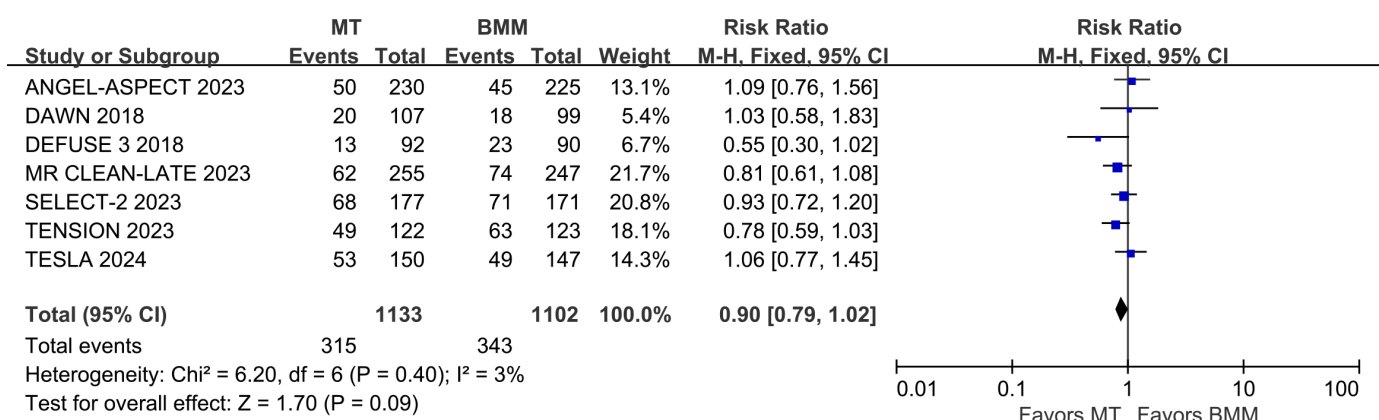 MT BMM Risk Ratio Risk Ratio
Study or Subgroup Events Total Events Total Weight M-H, Fixed, 95% CI M-H, Fixed, 95% CI
ANGEL-ASPECT 2023 50 230 45 225 13.1% 1.09 [0.76, 1.56]
DAWN 2018 20 107 18 99 5.4% 1.03 [0.58, 1.83]
DEFUSE 3 2018 13 92 23 90 6.7% 0.55 [0.30, 1.02]
MR CLEAN-LATE 2023 62 255 74 247 21.7% 0.81 [0.61, 1.08]
SELECT-2 2023 68 177 71 171 20.8% 0.93 [0.72, 1.20]
TENSION 2023 49 122 63 123 18.1% 0.78 [0.59, 1.03]
TESLA 2024 53 150 49 147 14.3% 1.06 [0.77, 1.45]
Total (95% CI) 1133 1102 100.0% 0.90 [0.79, 1.02]
Total events 315 343
Heterogeneity: Chi² = 6.20, df = 6 (P = 0.40); I² = 3%
Test for overall effect: Z = 1.70 (P = 0.09)
0.01 0.1 1 10 100
Favors MT Favors BMM